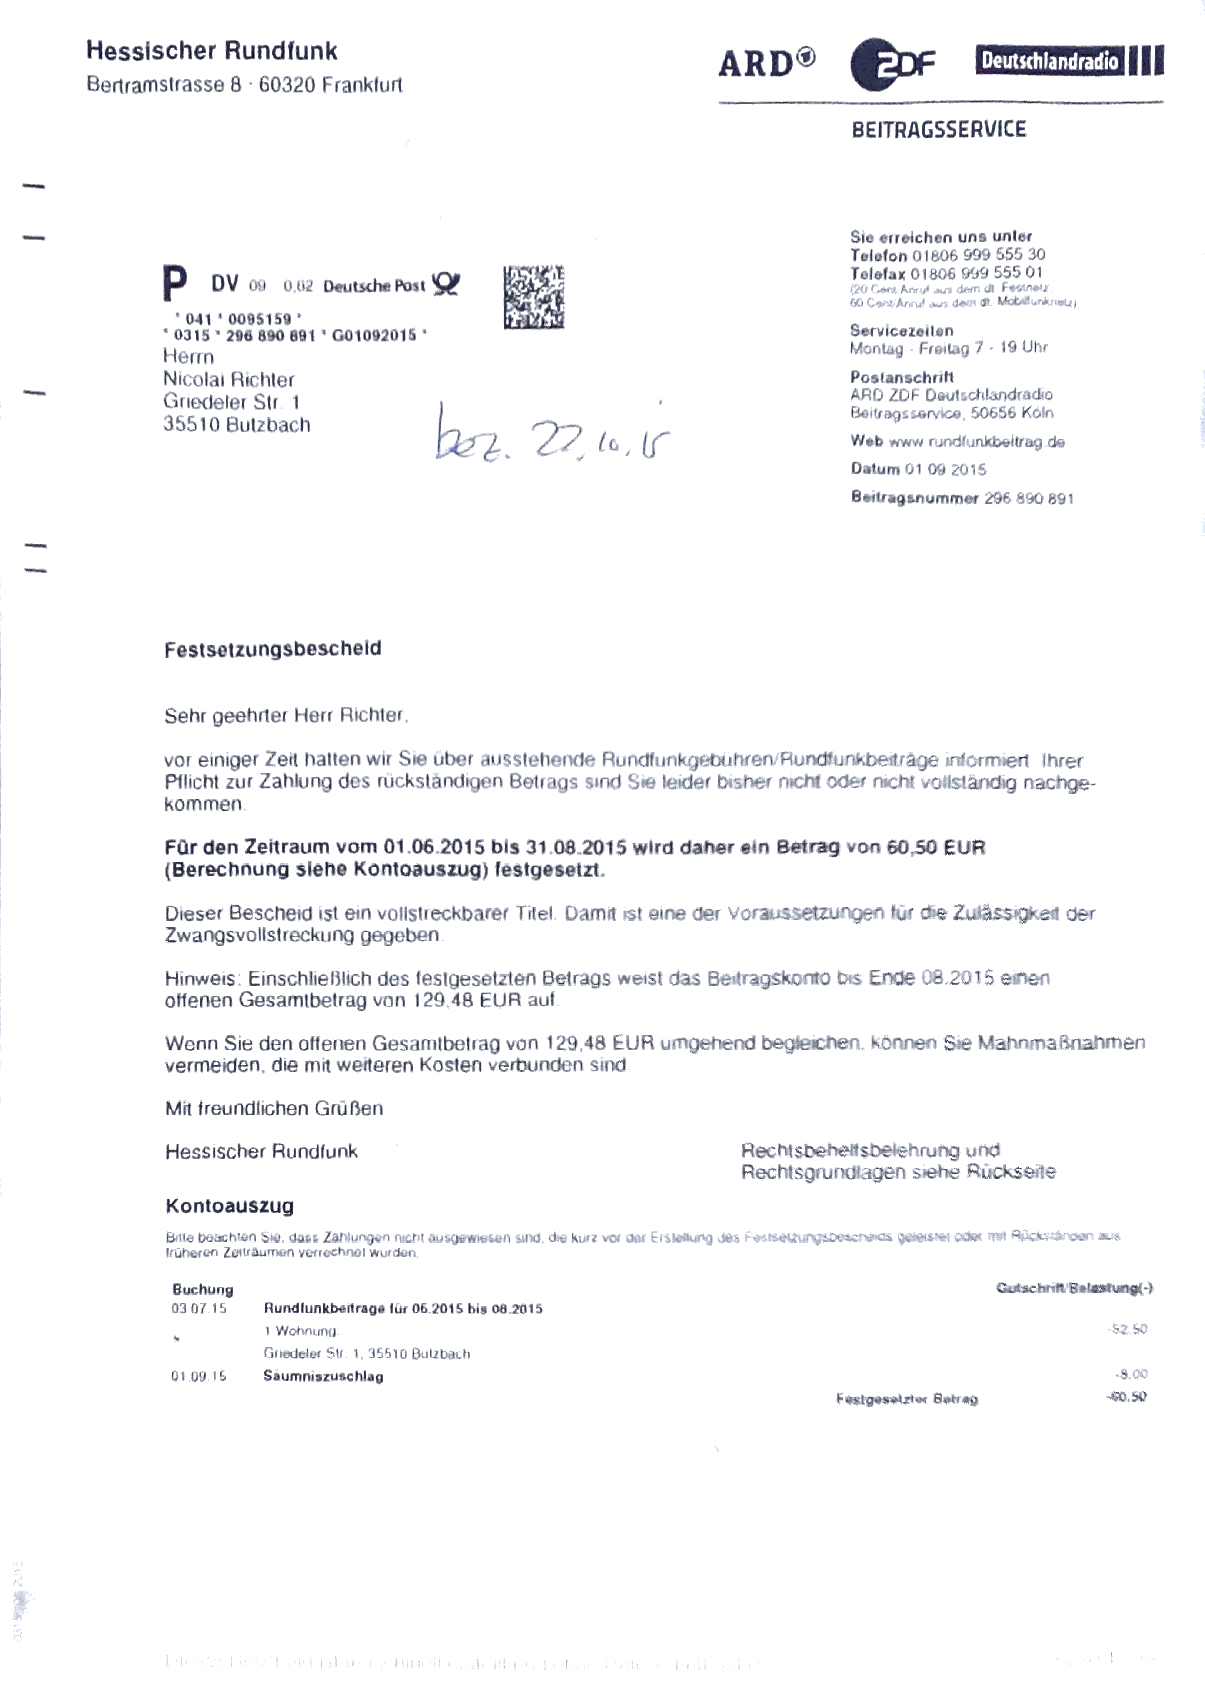 Hessischer Rundfunk
Bertramstrasse 8 · 60320 Frankfurt
ARD ZDF Deutschlandradio
BEITRAGSSERVICE
Sie erreichen uns unter
Telefon 01806 999 555 30
Telefax 01806 999 555 01
(20 Cent/Anruf aus dem dt. Festnetz
60 Cent/Anruf aus dem dt. Mobilfunknetz)
Servicezeiten
Montag - Freitag 7 - 19 Uhr
Postanschrift
ARD ZDF Deutschlandradio
Beitragsservice, 50656 Köln
Web www.rundfunkbeitrag.de
Datum 01.09.2015
Beitragsnummer 296 890 891
P DV 09 0,02 Deutsche Post
* 041 * 0095159 *
* 0315 * 296 890 891 * G01092015 *
Herrn
Nicolai Richter
Griedeler Str. 1
35510 Butzbach
bez. 22.10.15
Festsetzungsbescheid
Sehr geehrter Herr Richter,
vor einiger Zeit hatten wir Sie über ausstehende Rundfunkgebühren/Rundfunkbeiträge informiert. Ihrer
Pflicht zur Zahlung des rückständigen Betrags sind Sie leider bisher nicht oder nicht vollständig nachge-
kommen.
Für den Zeitraum vom 01.06.2015 bis 31.08.2015 wird daher ein Betrag von 60,50 EUR
(Berechnung siehe Kontoauszug) festgesetzt.
Dieser Bescheid ist ein vollstreckbarer Titel. Damit ist eine der Voraussetzungen für die Zulässigkeit der
Zwangsvollstreckung gegeben.
Hinweis: Einschließlich des festgesetzten Betrags weist das Beitragskonto bis Ende 08.2015 einen
offenen Gesamtbetrag von 129,48 EUR auf.
Wenn Sie den offenen Gesamtbetrag von 129,48 EUR umgehend begleichen, können Sie Mahnmaßnahmen
vermeiden, die mit weiteren Kosten verbunden sind.
Mit freundlichen Grüßen
Hessischer Rundfunk
Rechtsbehelfsbelehrung und
Rechtsgrundlagen siehe Rückseite
Kontoauszug
Bitte beachten Sie, dass Zahlungen nicht ausgewiesen sind, die kurz vor der Erstellung des Festsetzungsbescheids geleistet oder mit Rückständen aus
früheren Zeiträumen verrechnet wurden.
Buchung Gutschrift/Belastung(-)
03.07.15 Rundfunkbeiträge für 06.2015 bis 08.2015
1 Wohnung -52,50
Griedeler Str. 1, 35510 Butzbach
01.09.15 Säumniszuschlag -8,00
Festgesetzter Betrag -60,50